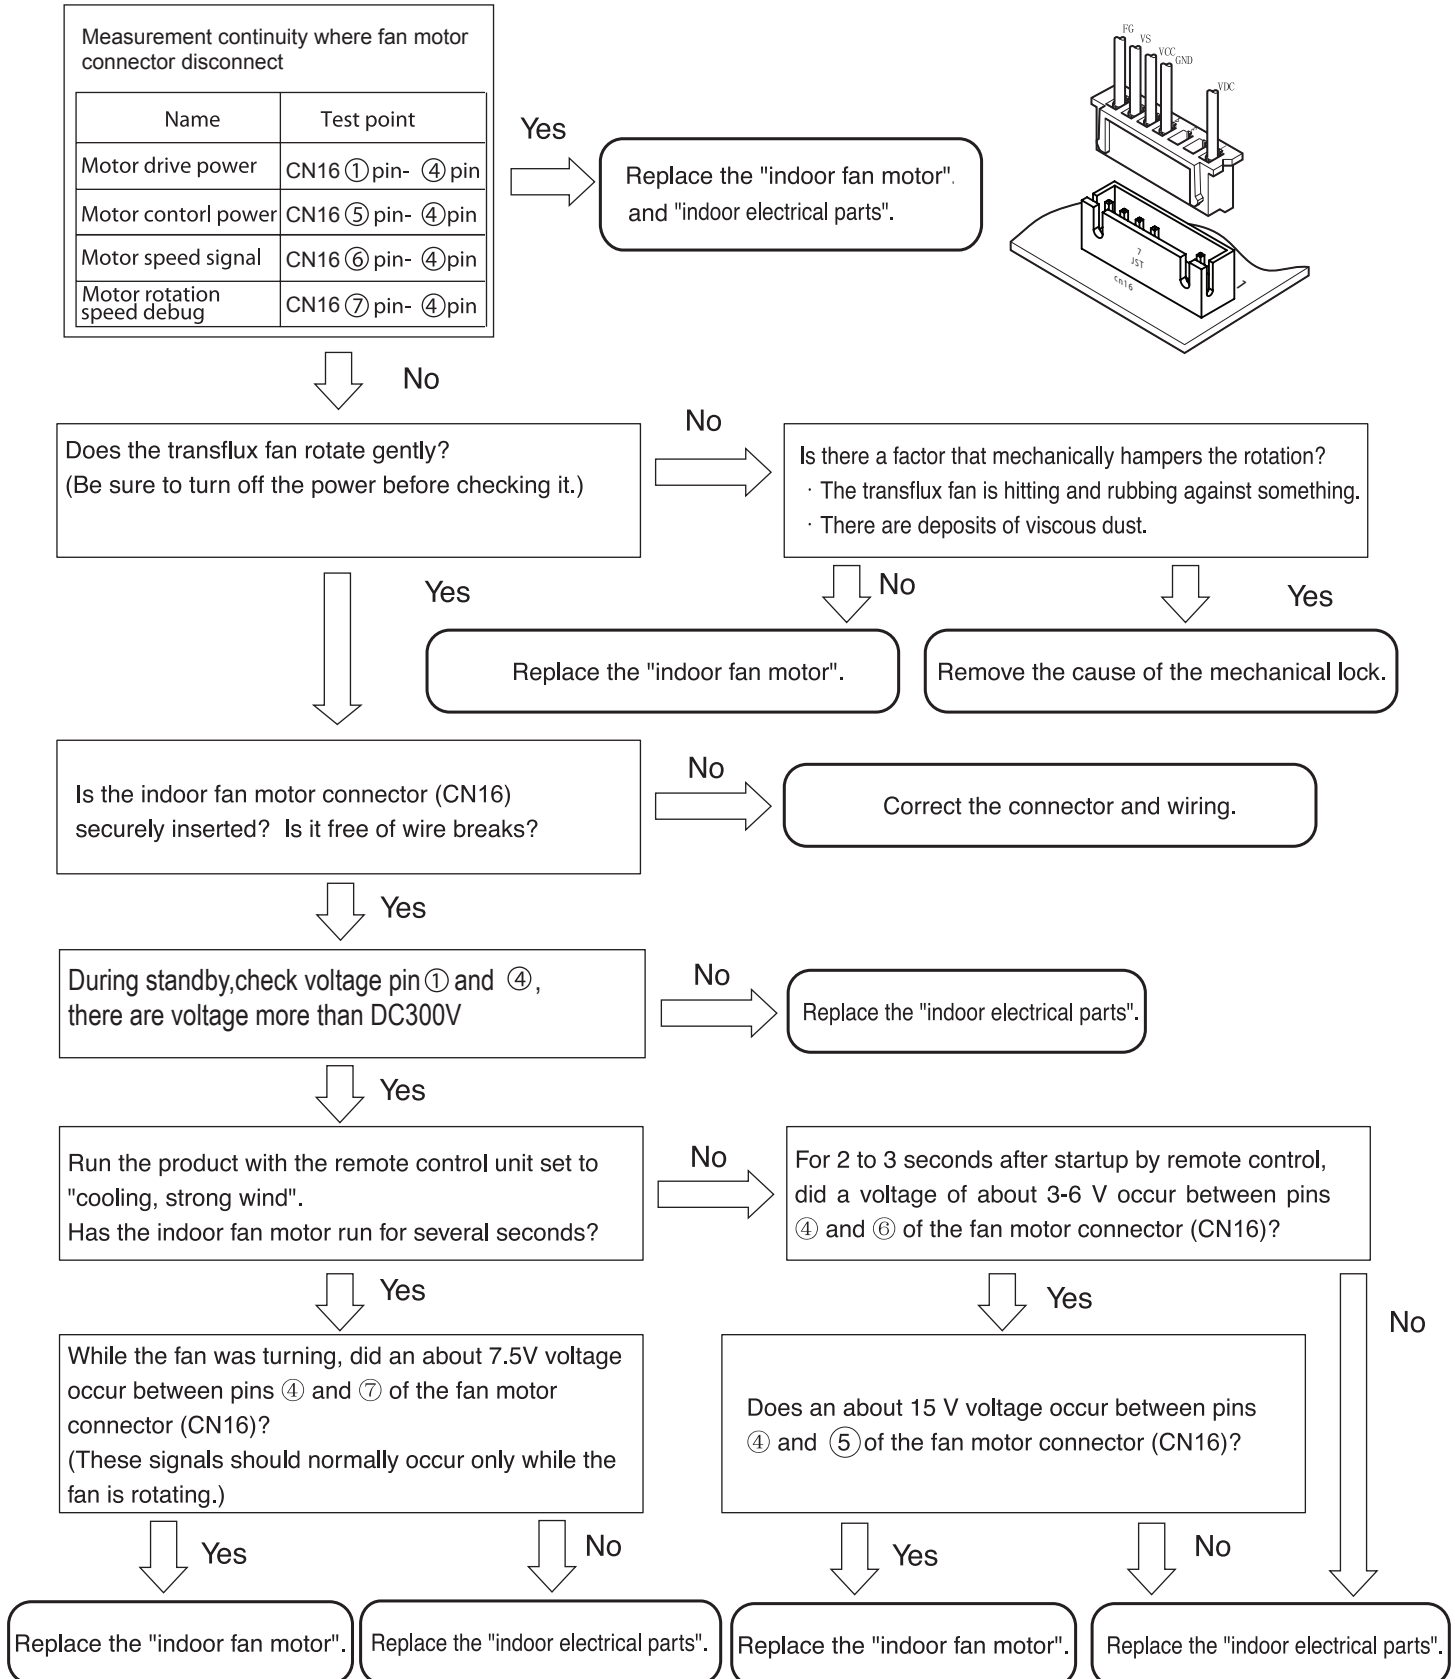 Measurement continuity where fan motor
connector disconnect
Name Test point
Motor drive power CN16 ① pin- ④ pin
Motor contorl power CN16 ⑤ pin- ④ pin
Motor speed signal CN16 ⑥ pin- ④ pin
Motor rotation
speed debug CN16 ⑦ pin- ④ pin
Yes
Replace the "indoor fan motor".
and "indoor electrical parts".
FG
VS
VCC
GND
VDC
7
JST
cn16
1
No
Does the transflux fan rotate gently?
(Be sure to turn off the power before checking it.)
No
Is there a factor that mechanically hampers the rotation?
· The transflux fan is hitting and rubbing against something.
· There are deposits of viscous dust.
Yes
No
Yes
Replace the "indoor fan motor".
Remove the cause of the mechanical lock.
Is the indoor fan motor connector (CN16)
securely inserted? Is it free of wire breaks?
No
Correct the connector and wiring.
Yes
During standby,check voltage pin ① and ④,
there are voltage more than DC300V
No
Replace the "indoor electrical parts".
Yes
Run the product with the remote control unit set to
"cooling, strong wind".
Has the indoor fan motor run for several seconds?
No
For 2 to 3 seconds after startup by remote control,
did a voltage of about 3-6 V occur between pins
④ and ⑥ of the fan motor connector (CN16)?
Yes
Yes
No
While the fan was turning, did an about 7.5V voltage
occur between pins ④ and ⑦ of the fan motor
connector (CN16)?
(These signals should normally occur only while the
fan is rotating.)
Does an about 15 V voltage occur between pins
④ and ⑤ of the fan motor connector (CN16)?
Yes
No
Yes
No
Replace the "indoor fan motor".
Replace the "indoor electrical parts".
Replace the "indoor fan motor".
Replace the "indoor electrical parts".